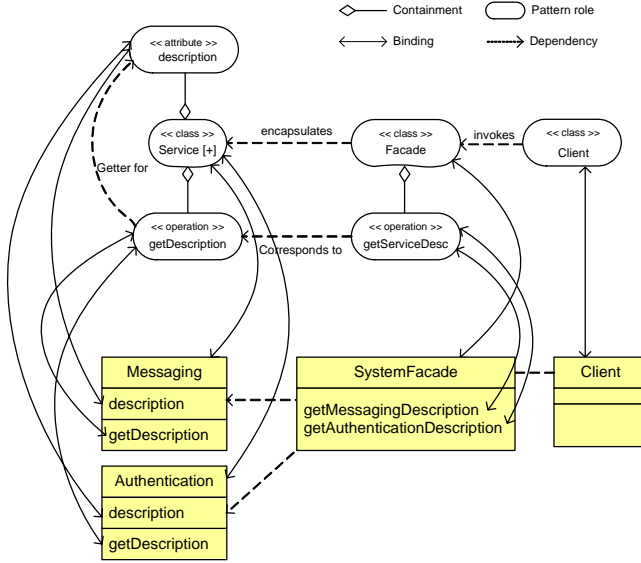 Containment
Pattern role
Binding
Dependency
<< attribute >>
description
<< class >>
Service [+]
encapsulates
<< class >>
Facade
invokes
<< class >>
Client
Getter for
<< operation >>
getDescription
Corresponds to
<< operation >>
getServiceDesc
Messaging
description
getDescription
SystemFacade
getMessagingDescription
getAuthenticationDescription
Client
Authentication
description
getDescription